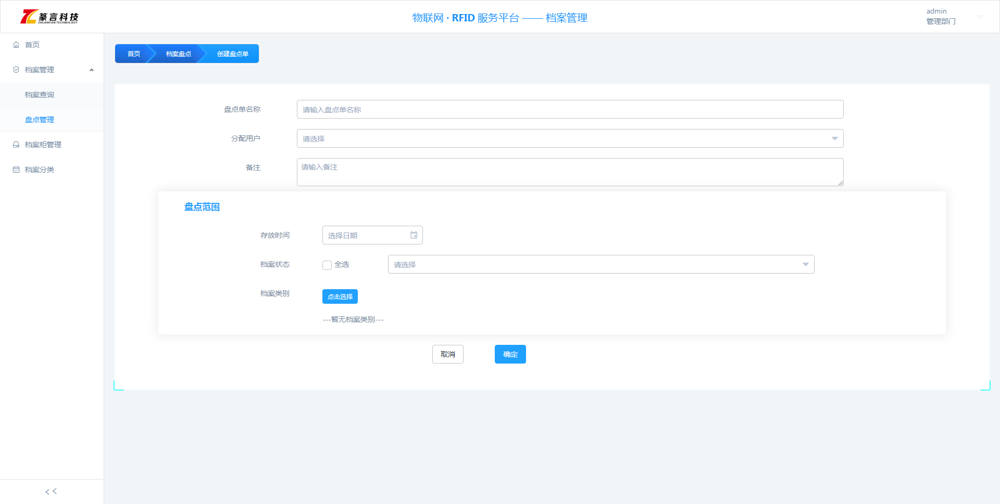 篆言科技
ZHUANYAN TECHNOLOGY
物联网 · RFID 服务平台 —— 档案管理
admin
管理部门
首页
档案管理
档案查询
盘点管理
档案柜管理
档案分类
<<
首页
档案盘点
创建盘点单
盘点单名称
请输入盘点单名称
分配用户
请选择
备注
请输入备注
盘点范围
存放时间
选择日期
档案状态
全选
请选择
档案类别
点击选择
---暂无档案类别---
取消
确定